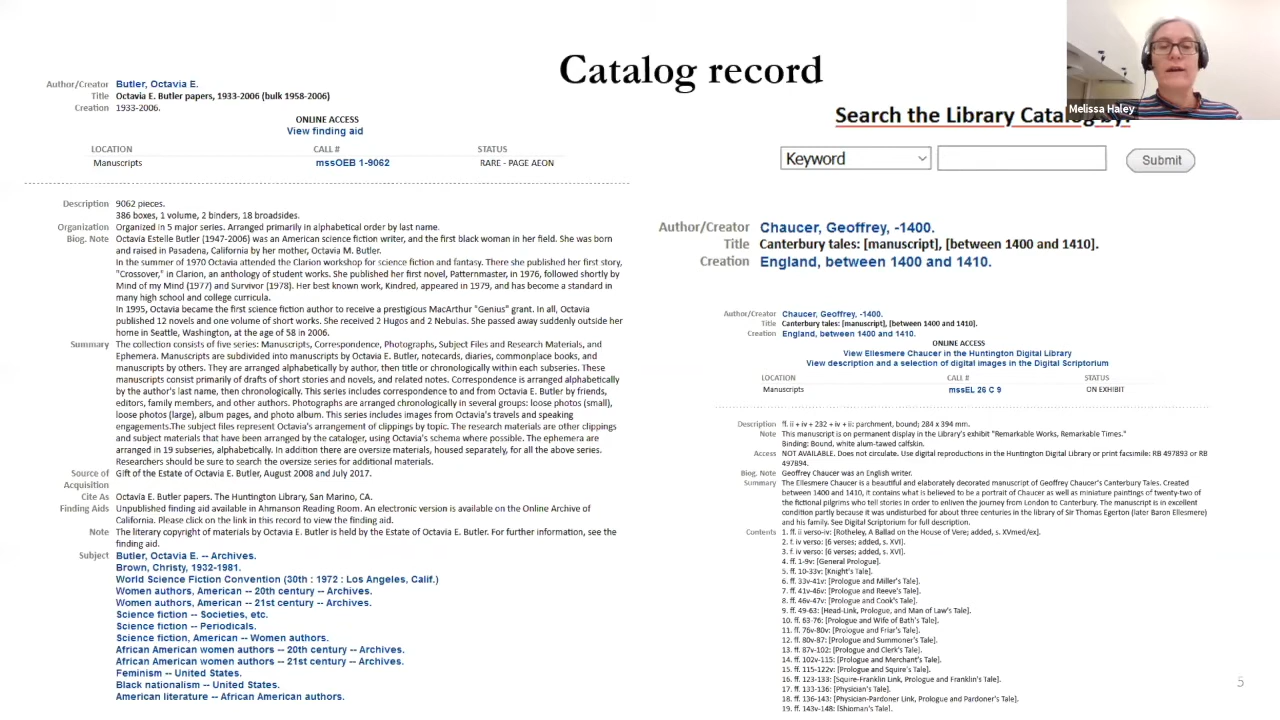 Catalog record
Melissa Haley
Author/Creator Butler, Octavia E.
Title Octavia E. Butler papers, 1933-2006 (bulk 1958-2006)
Creation 1933-2006.
ONLINE ACCESS
View finding aid
LOCATION CALL # STATUS
Manuscripts mssOEB 1-9062 RARE - PAGE AEON
Description 9062 pieces.
386 boxes, 1 volume, 2 binders, 18 broadsides.
Organization Organized in 5 major series. Arranged primarily in alphabetical order by last name.
Biog. Note Octavia Estelle Butler (1947-2006) was an American science fiction writer, and the first black woman in her field. She was born
and raised in Pasadena, California by her mother, Octavia M. Butler.
In the summer of 1970 Octavia attended the Clarion workshop for science fiction and fantasy. There she published her first story,
"Crossover," in Clarion, an anthology of student works. She published her first novel, Patternmaster, in 1976, followed shortly by
Mind of my Mind (1977) and Survivor (1978). Her best known work, Kindred, appeared in 1979, and has become a standard in
many high school and college curricula.
In 1995, Octavia became the first science fiction author to receive a prestigious MacArthur "Genius" grant. In all, Octavia
published 12 novels and one volume of short works. She received 2 Hugos and 2 Nebulas. She passed away suddenly outside her
home in Seattle, Washington, at the age of 58 in 2006.
Summary The collection consists of five series: Manuscripts, Correspondence, Photographs, Subject Files and Research Materials, and
Ephemera. Manuscripts are subdivided into manuscripts by Octavia E. Butler, notecards, diaries, commonplace books, and
manuscripts by others. They are arranged alphabetically by author, then title or chronologically within each subseries. These
manuscripts consist primarily of drafts of short stories and novels, and related notes. Correspondence is arranged alphabetically
by the author's last name, then chronologically. This series includes correspondence to and from Octavia E. Butler by friends,
editors, family members, and other authors. Photographs are arranged chronologically in several groups: loose photos (small),
loose photos (large), album pages, and photo album. This series includes images from Octavia's travels and speaking
engagements.The subject files represent Octavia's arrangement of clippings by topic. The research materials are other clippings
and subject materials that have been arranged by the cataloger, using Octavia's schema where possible. The ephemera are
arranged in 19 subseries, alphabetically. In addition there are oversize materials, housed separately, for all the above series.
Researchers should be sure to search the oversize series for additional materials.
Source of Acquisition Gift of the Estate of Octavia E. Butler, August 2008 and July 2017.
Cite As Octavia E. Butler papers. The Huntington Library, San Marino, CA.
Finding Aids Unpublished finding aid available in Ahmanson Reading Room. An electronic version is available on the Online Archive of
California. Please click on the link in this record to view the finding aid.
Note The literary copyright of materials by Octavia E. Butler is held by the Estate of Octavia E. Butler. For further information, see the
finding aid.
Subject Butler, Octavia E. -- Archives.
Brown, Christy, 1932-1981.
World Science Fiction Convention (30th : 1972 : Los Angeles, Calif.)
Women authors, American -- 20th century -- Archives.
Women authors, American -- 21st century -- Archives.
Science fiction -- Societies, etc.
Science fiction -- Periodicals.
Science fiction, American -- Women authors.
African American women authors -- 20th century -- Archives.
African American women authors -- 21st century -- Archives.
Feminism -- United States.
Black nationalism -- United States.
American literature -- African American authors.
Search the Library Catalog by:
Keyword Submit
Author/Creator Chaucer, Geoffrey, -1400.
Title Canterbury tales: [manuscript], [between 1400 and 1410].
Creation England, between 1400 and 1410.
Author/Creator Chaucer, Geoffrey, -1400.
Title Canterbury tales: [manuscript], [between 1400 and 1410].
Creation England, between 1400 and 1410.
ONLINE ACCESS
View Ellesmere Chaucer in the Huntington Digital Library
View description and a selection of digital images in the Digital Scriptorium
LOCATION CALL # STATUS
Manuscripts mssEL 26 C 9 ON EXHIBIT
Description ff. ii + iv + 232 + iv + ii: parchment, bound; 284 x 394 mm.
Note This manuscript is on permanent display in the Library's exhibit "Remarkable Works, Remarkable Times."
Binding: Bound, white alum-tawed calfskin.
Access NOT AVAILABLE. Does not circulate. Use digital reproductions in the Huntington Digital Library or print facsimile: RB 497893 or RB
497894.
Biog. Note Geoffrey Chaucer was an English writer.
Summary The Ellesmere Chaucer is a beautiful and elaborately decorated manuscript of Geoffrey Chaucer's Canterbury Tales. Created
between 1400 and 1410, it contains what is believed to be a portrait of Chaucer as well as miniature paintings of twenty-two of
the fictional pilgrims who tell stories in order to enliven the journey from London to Canterbury. The manuscript is in excellent
condition partly because it was undisturbed for about three centuries in the library of Sir Thomas Egerton (later Baron Ellesmere)
and his family. See Digital Scriptorium for full description.
Contents 1. ff. ii verso-iv: [Rotheley, A Ballad on the House of Vere; added, s. XVmed/ex].
2. f. iv verso: [6 verses; added, s. XVI].
3. f. iv verso: [6 verses; added, s. XVI].
4. ff. 1-9v: [General Prologue].
5. ff. 10-33v: [Knight's Tale].
6. ff. 33v-41v: [Prologue and Miller's Tale].
7. ff. 41v-46v: [Prologue and Reeve's Tale].
8. ff. 46v-47v: [Prologue and Cook's Tale].
9. ff. 49-63: [Head-Link, Prologue, and Man of Law's Tale].
10. ff. 63-76: [Prologue and Wife of Bath's Tale].
11. ff. 76v-80v: [Prologue and Friar's Tale].
12. ff. 80v-87: [Prologue and Summoner's Tale].
13. ff. 87v-102: [Prologue and Clerk's Tale].
14. ff. 102v-115: [Prologue and Merchant's Tale].
15. ff. 115-122v: [Prologue and Squire's Tale].
16. ff. 123-133: [Squire-Franklin Link, Prologue and Franklin's Tale].
17. ff. 133-136: [Physician's Tale].
18. ff. 136-143: [Physician-Pardoner Link, Prologue and Pardoner's Tale].
19. ff. 143v-148: [Shipman's Tale].
5